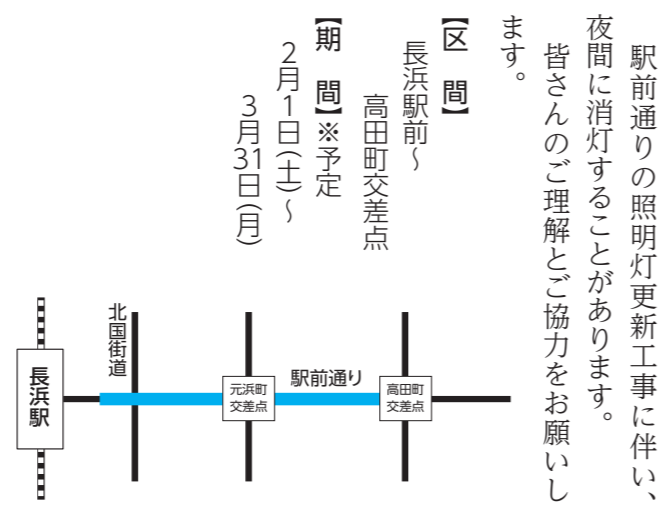 駅前通りの照明灯更新工事に伴い、
夜間に消灯することがあります。
皆さんのご理解とご協力をお願いし
ます。
【区　間】
長浜駅前～
高田町交差点
【期　間】※予定
2月1日(土)～
3月31日(月)
長浜駅
北国街道
元浜町
交差点
駅前通り
高田町
交差点